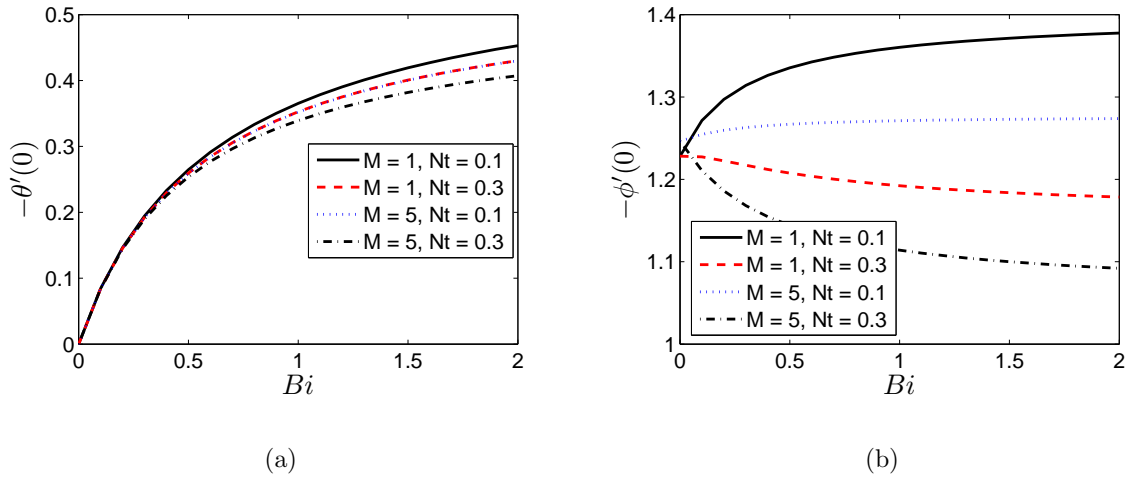 0.5
0.4
0.3
0.2
0.1
0
0 0.5 1 1.5 2
−θ′(0)
Bi
M = 1, Nt = 0.1
M = 1, Nt = 0.3
M = 5, Nt = 0.1
M = 5, Nt = 0.3
(a)
1.4
1.3
1.2
1.1
1
0 0.5 1 1.5 2
−ϕ′(0)
Bi
M = 1, Nt = 0.1
M = 1, Nt = 0.3
M = 5, Nt = 0.1
M = 5, Nt = 0.3
(b)